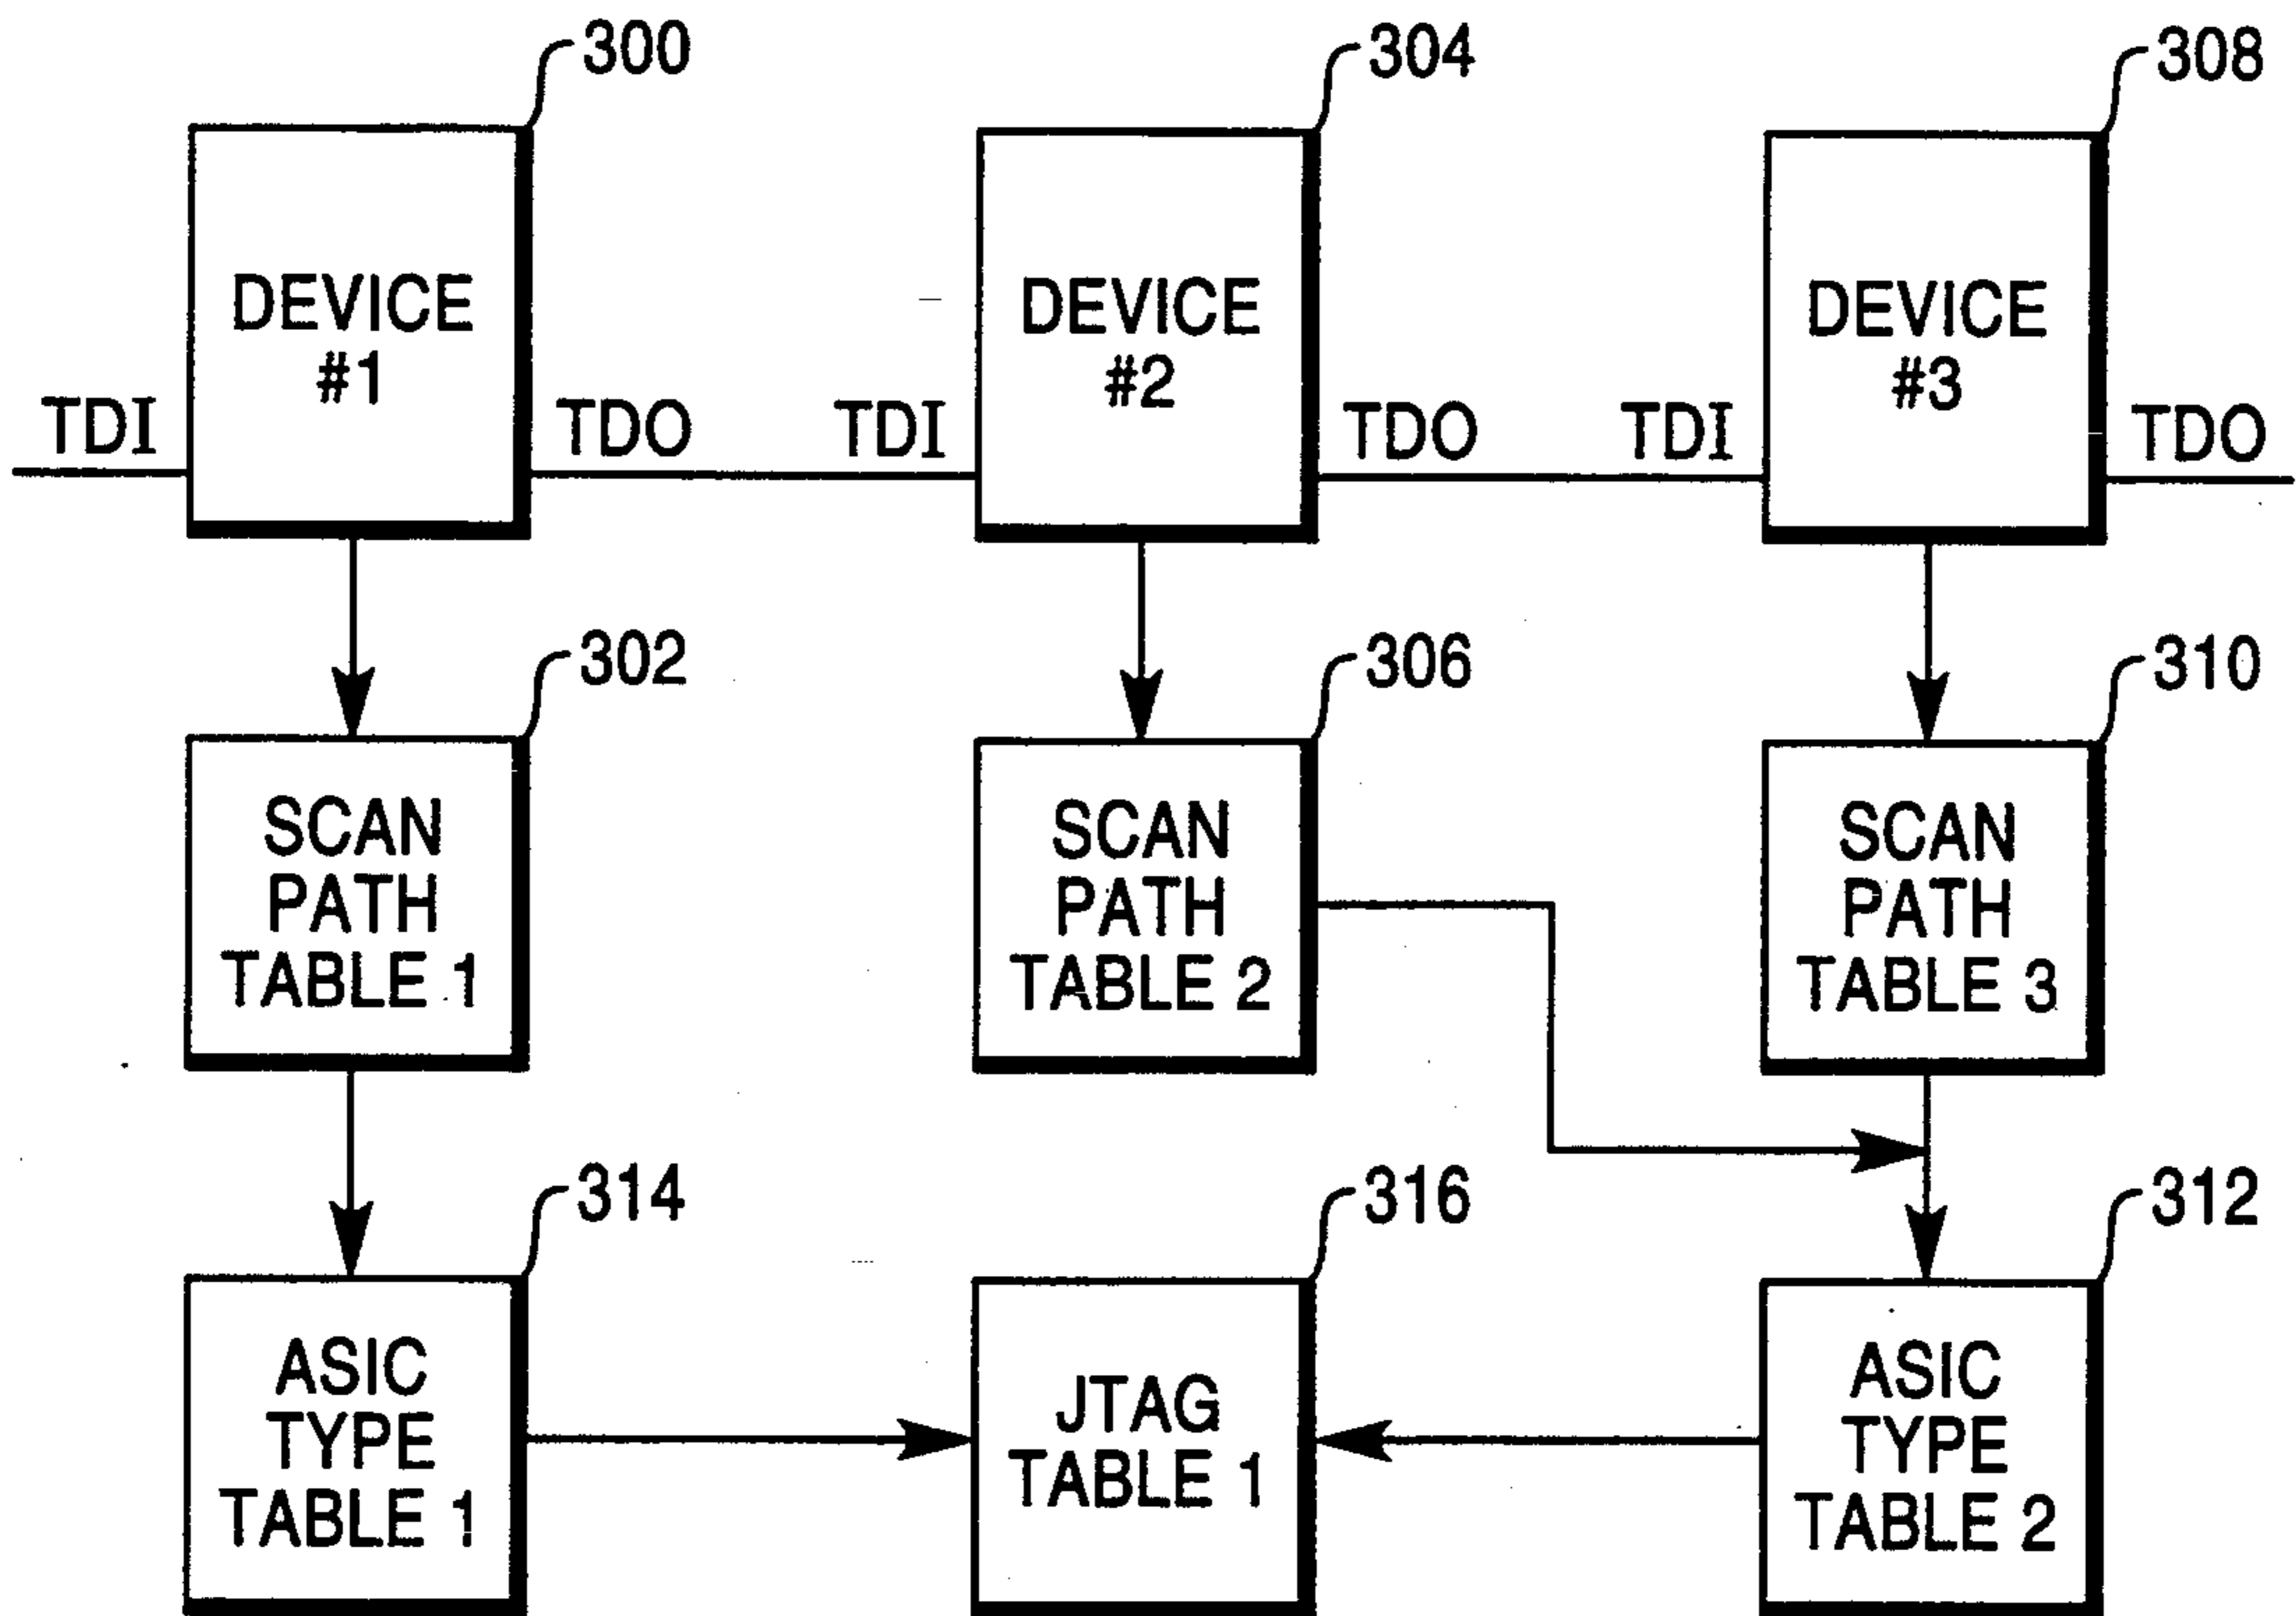 300
304
308
DEVICE
#1
DEVICE
#2
DEVICE
#3
TDI
TDO
TDI
TDO
TDI
TDO
302
306
310
SCAN
PATH
TABLE 1
SCAN
PATH
TABLE 2
SCAN
PATH
TABLE 3
314
316
312
ASIC
TYPE
TABLE 1
JTAG
TABLE 1
ASIC
TYPE
TABLE 2